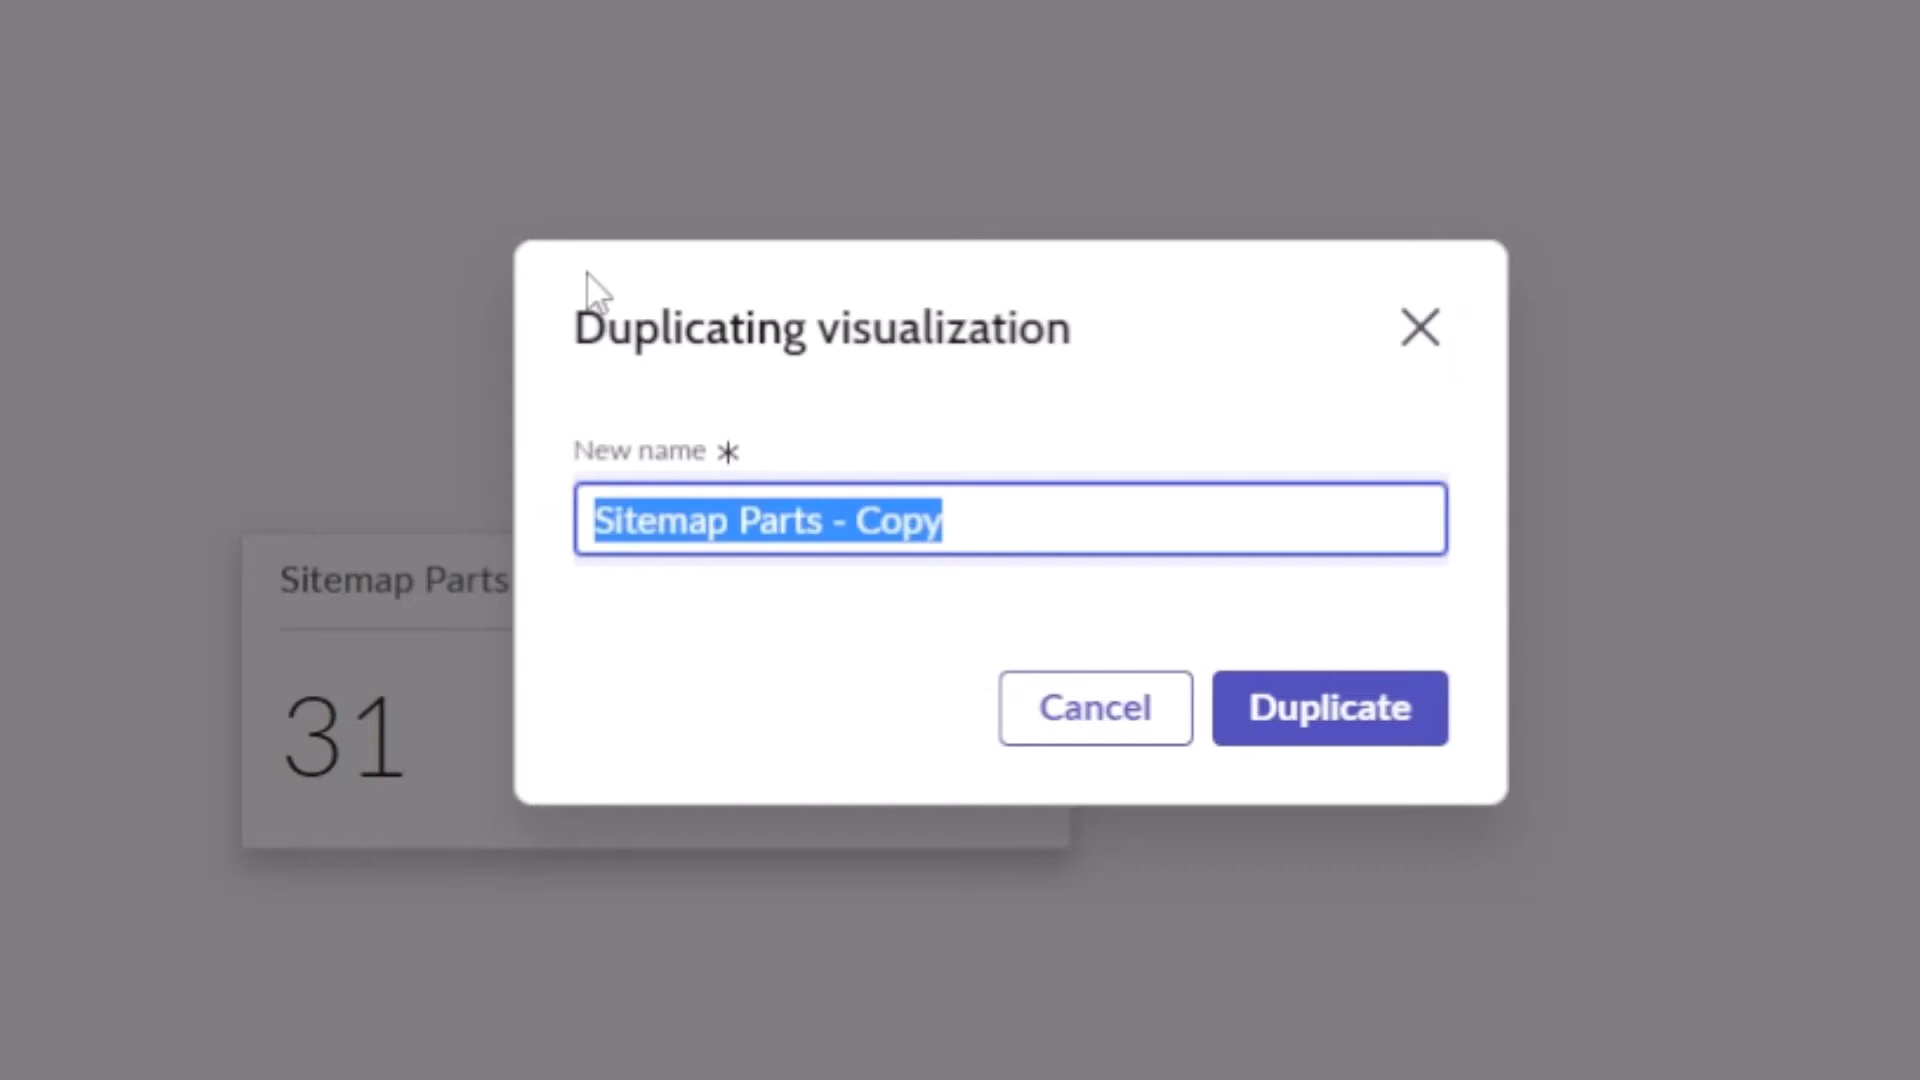 Duplicating visualization
New name *
Sitemap Parts - Copy
Sitemap Parts
31
Cancel
Duplicate